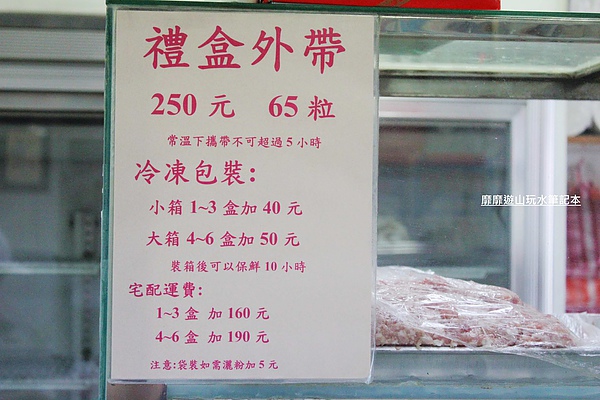 禮盒外帶
250 元 65 粒
常溫下攜帶不可超過 5 小時
冷凍包裝:
小箱 1~3 盒加 40 元
大箱 4~6 盒加 50 元
裝箱後可以保鮮 10 小時
宅配運費:
1~3 盒 加 160 元
4~6 盒 加 190 元
注意:袋裝如需灑粉加 5 元
靡靡遊山玩水筆記本